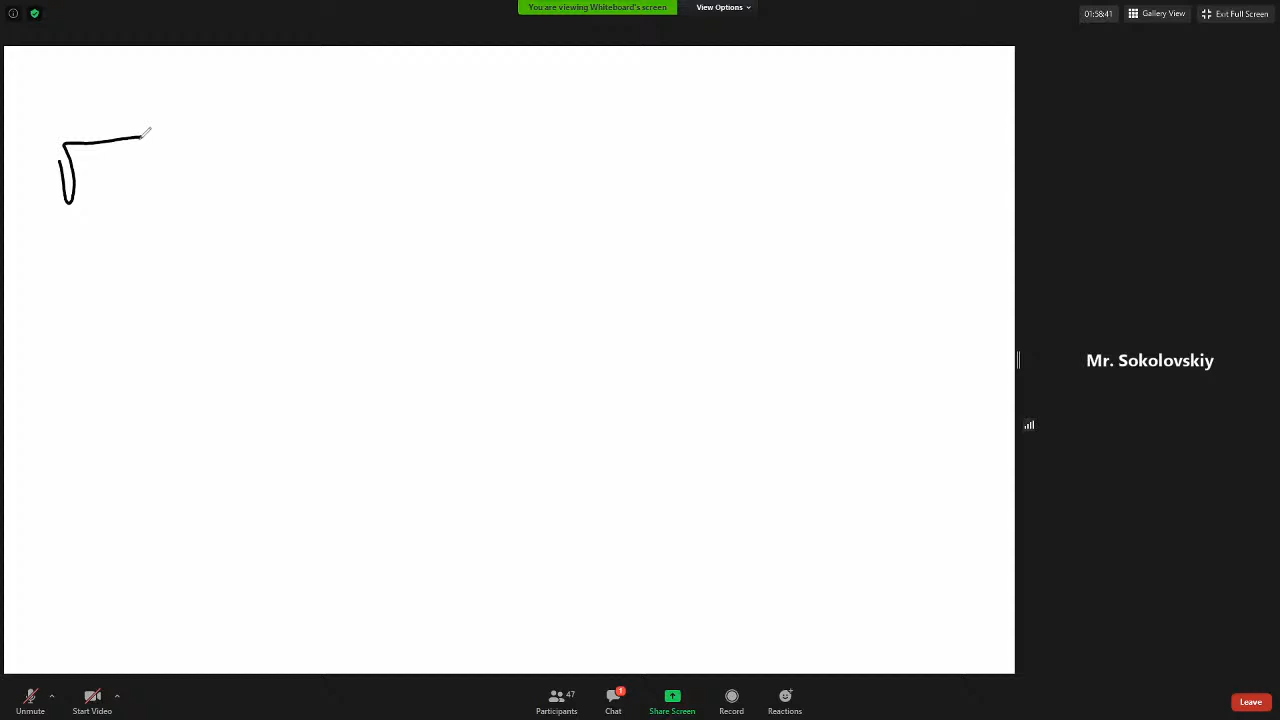 You are viewing Whiteboard's screen
View Options
01:58:41
Gallery View
Exit Full Screen
Mr. Sokolovskiy
Unmute
Start Video
47
Participants
1
Chat
Share Screen
Record
Reactions
Leave